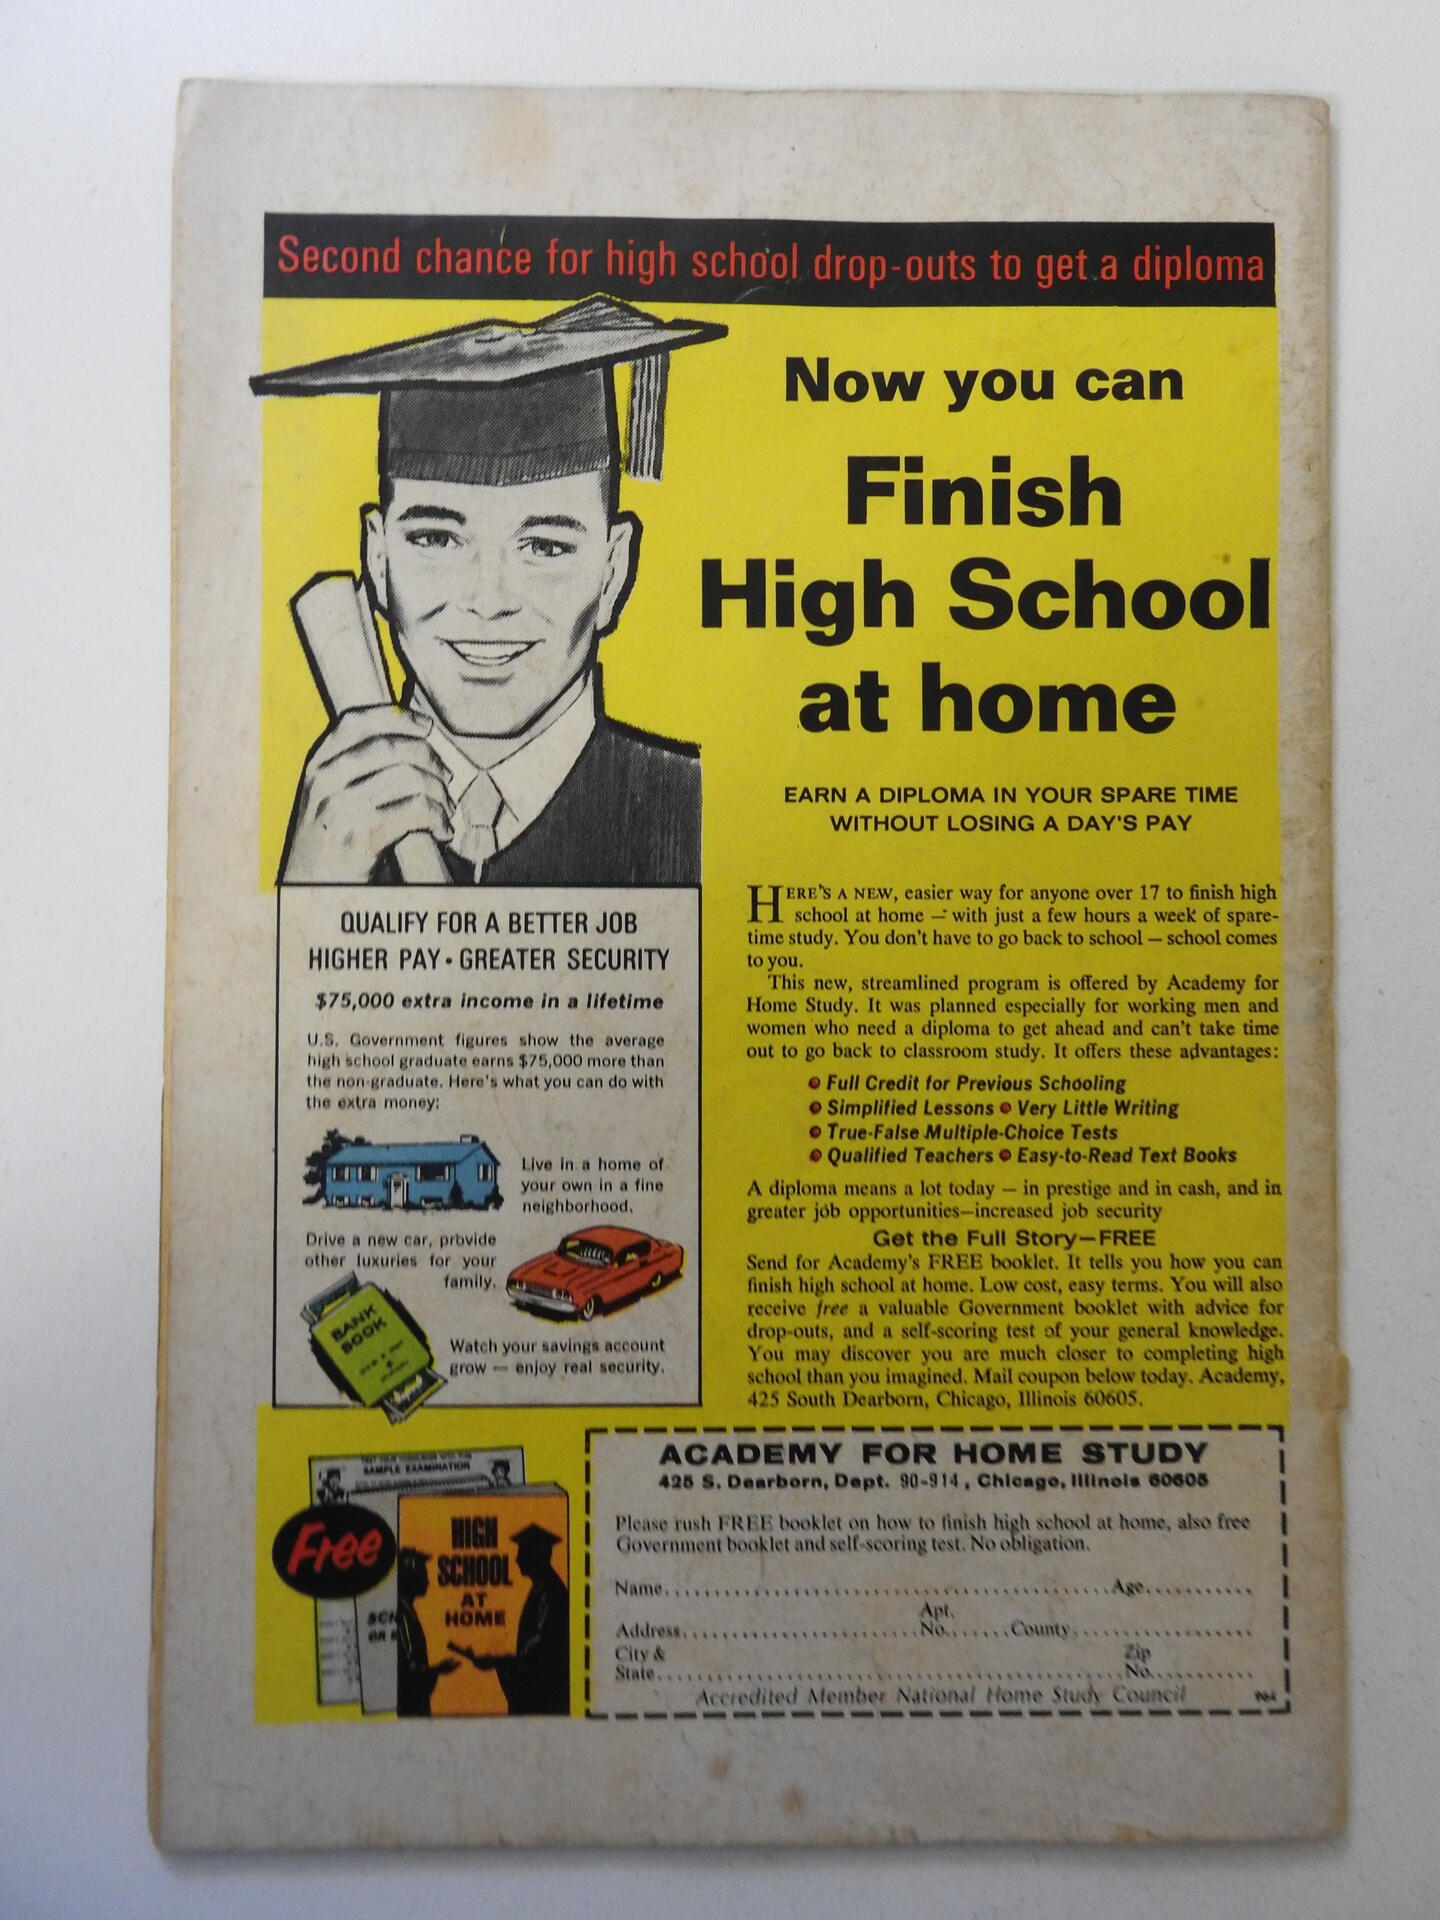 Second chance for high school drop-outs to get a diploma
Now you can
Finish
High School
at home
EARN A DIPLOMA IN YOUR SPARE TIME
WITHOUT LOSING A DAY'S PAY
QUALIFY FOR A BETTER JOB
HIGHER PAY • GREATER SECURITY
$75,000 extra income in a lifetime
U.S. Government figures show the average
high school graduate earns $75,000 more than
the non-graduate. Here's what you can do with
the extra money:
Live in a home of
your own in a fine
neighborhood.
Drive a new car, provide
other luxuries for your
family.
BANK
BOOK
Watch your savings account
grow — enjoy real security.
HERE'S A NEW, easier way for anyone over 17 to finish high
school at home — with just a few hours a week of spare-
time study. You don't have to go back to school — school comes
to you.
This new, streamlined program is offered by Academy for
Home Study. It was planned especially for working men and
women who need a diploma to get ahead and can't take time
out to go back to classroom study. It offers these advantages:
• Full Credit for Previous Schooling
• Simplified Lessons • Very Little Writing
• True-False Multiple-Choice Tests
• Qualified Teachers • Easy-to-Read Text Books
A diploma means a lot today — in prestige and in cash, and in
greater job opportunities—increased job security
Get the Full Story—FREE
Send for Academy's FREE booklet. It tells you how you can
finish high school at home. Low cost, easy terms. You will also
receive free a valuable Government booklet with advice for
drop-outs, and a self-scoring test of your general knowledge.
You may discover you are much closer to completing high
school than you imagined. Mail coupon below today. Academy,
425 South Dearborn, Chicago, Illinois 60605.
SAMPLE EXAMINATION
Free
HIGH
SCHOOL
AT
HOME
ACADEMY FOR HOME STUDY
425 S. Dearborn, Dept. 90-914, Chicago, Illinois 60605
Please rush FREE booklet on how to finish high school at home, also free
Government booklet and self-scoring test. No obligation.
Name.............................................Age...........
Apt.
Address........................No.......County..................
City & Zip
State...............................................No...........
Accredited Member National Home Study Council